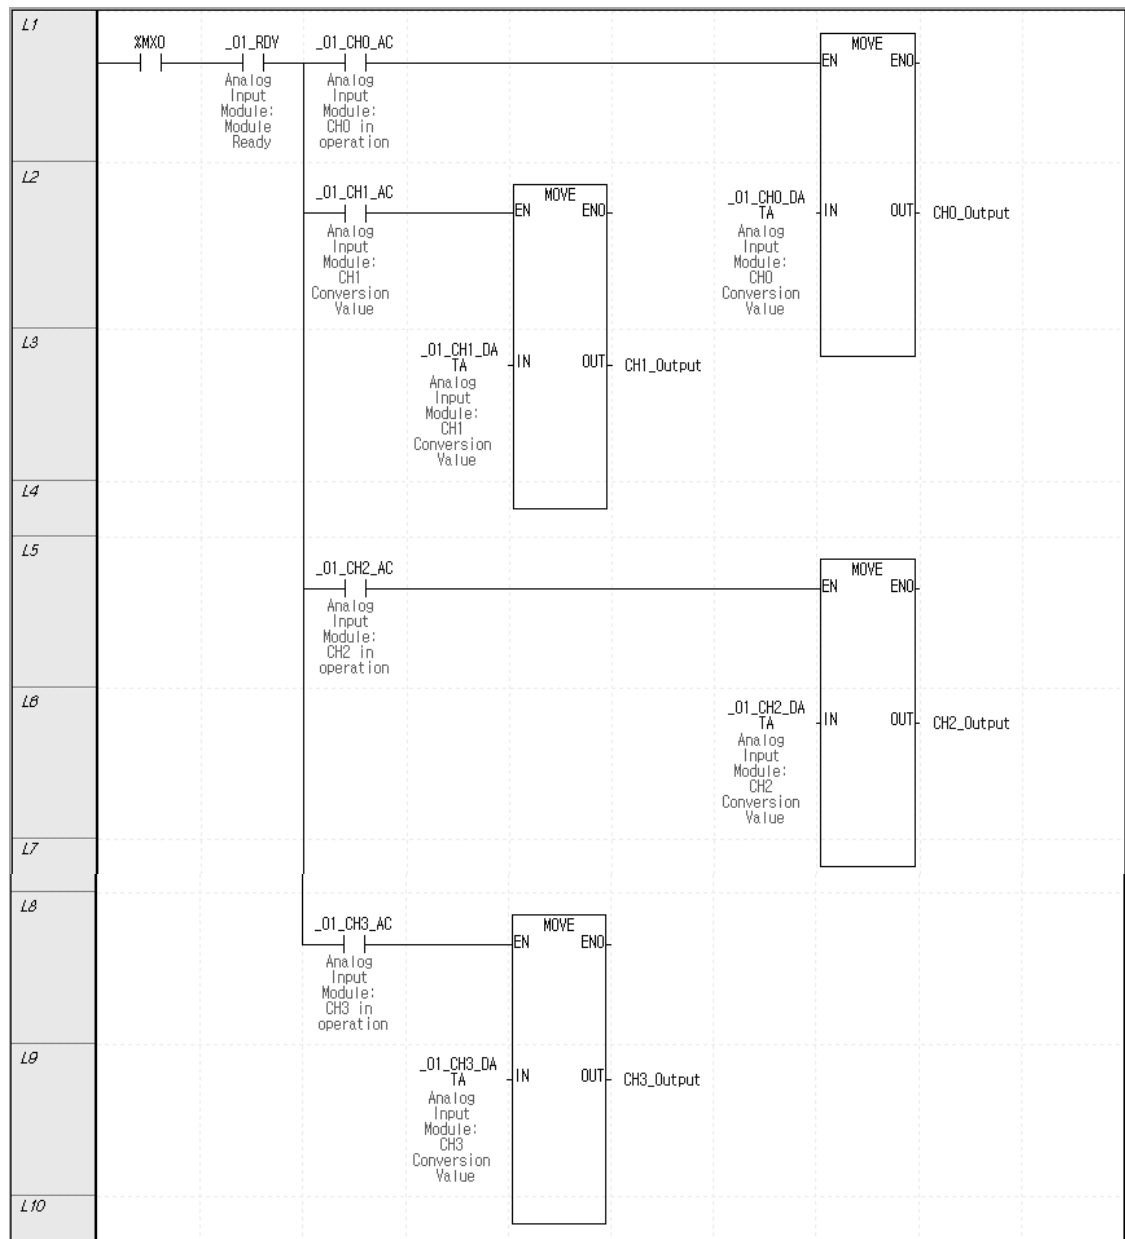 L1
%MX0
_01_RDY
_01_CH0_AC
MOVE
EN ENO
Analog
Input
Module:
Module
Ready
Analog
Input
Module:
CH0 in
operation
L2
_01_CH1_AC
MOVE
EN ENO
Analog
Input
Module:
CH1
Conversion
Value
_01_CH0_DA
TA
IN OUT
CH0_Output
Analog
Input
Module:
CH0
Conversion
Value
L3
_01_CH1_DA
TA
IN OUT
CH1_Output
Analog
Input
Module:
CH1
Conversion
Value
L4
L5
_01_CH2_AC
MOVE
EN ENO
Analog
Input
Module:
CH2 in
operation
L6
_01_CH2_DA
TA
IN OUT
CH2_Output
Analog
Input
Module:
CH2
Conversion
Value
L7
L8
_01_CH3_AC
MOVE
EN ENO
Analog
Input
Module:
CH3 in
operation
L9
_01_CH3_DA
TA
IN OUT
CH3_Output
Analog
Input
Module:
CH3
Conversion
Value
L10